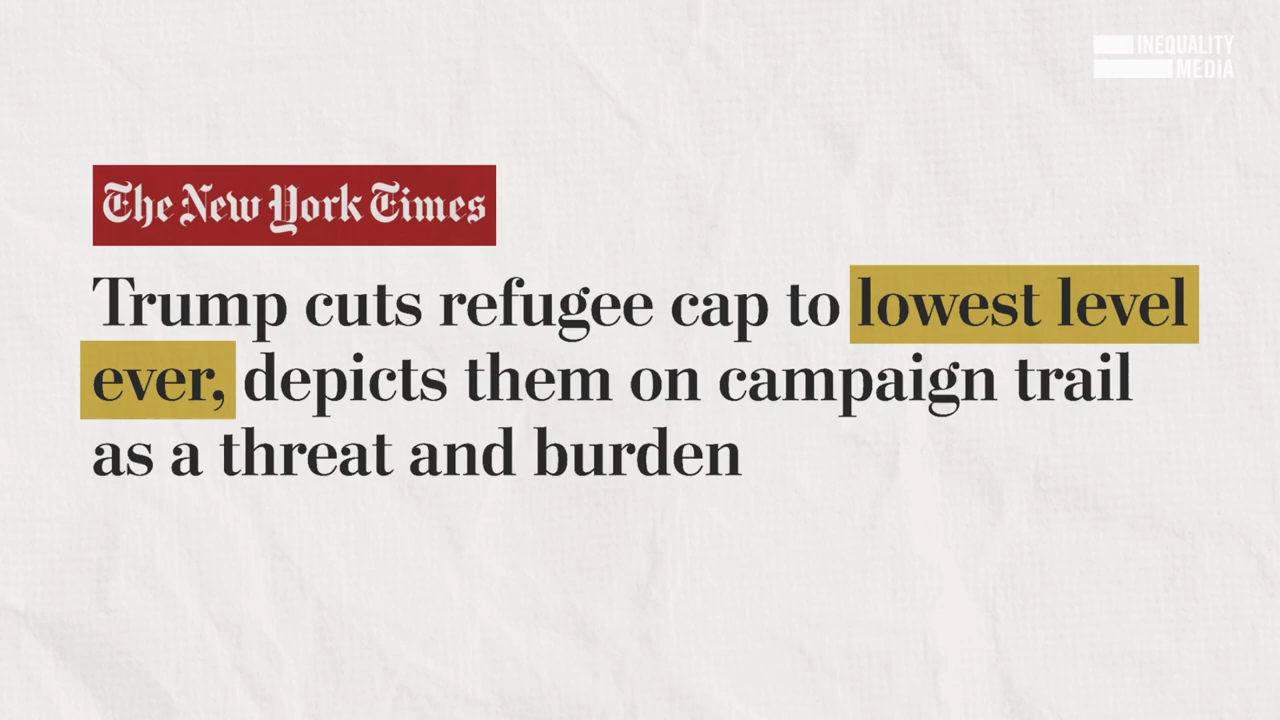 INEQUALITY
MEDIA
The New York Times
Trump cuts refugee cap to lowest level
ever, depicts them on campaign trail
as a threat and burden